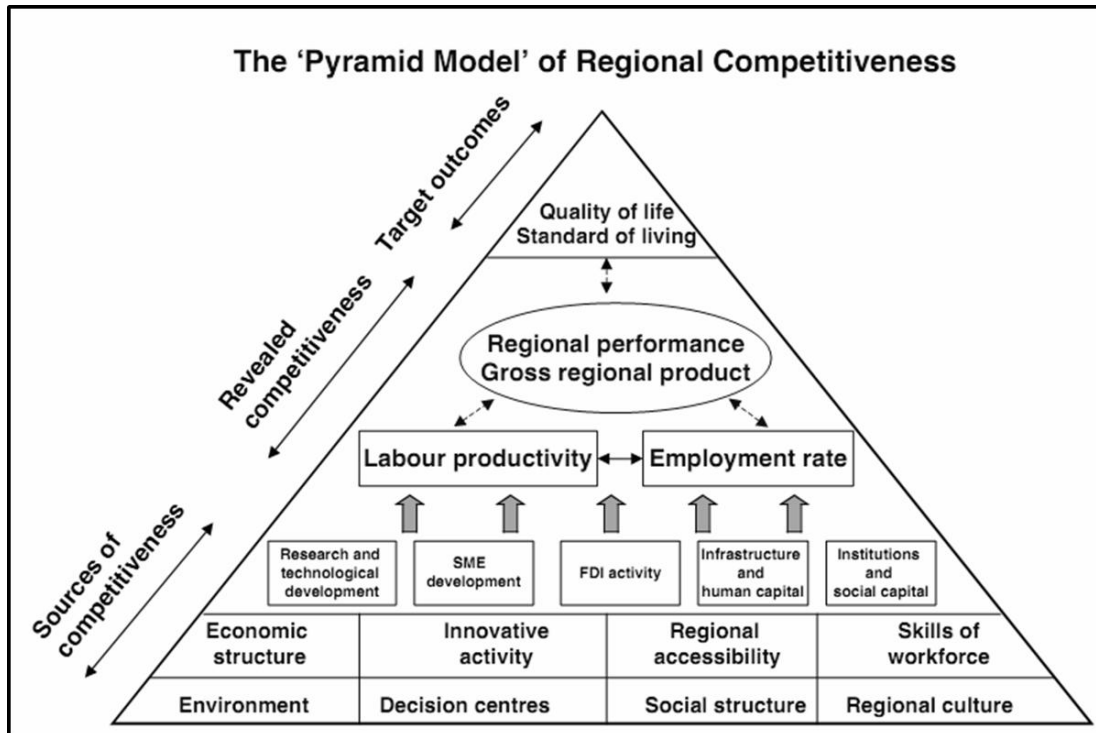 The ‘Pyramid Model’ of Regional Competitiveness
Target outcomes
Quality of life
Standard of living
Revealed
competitiveness
Regional performance
Gross regional product
Labour productivity
Employment rate
Sources of
competitiveness
Research and
technological
development
SME
development
FDI activity
Infrastructure
and
human capital
Institutions
and
social capital
Economic
structure
Innovative
activity
Regional
accessibility
Skills of
workforce
Environment
Decision centres
Social structure
Regional culture